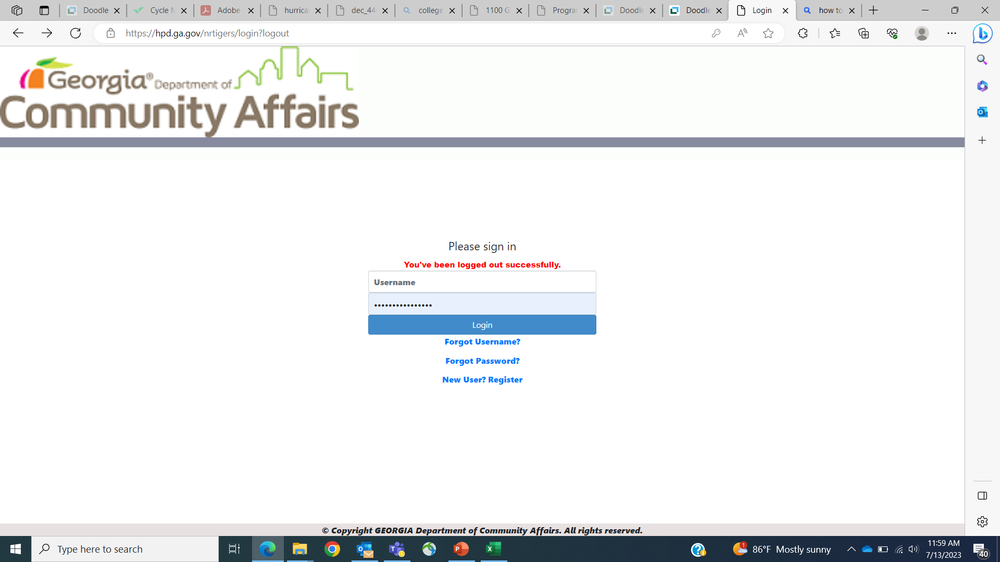 Doodle
Cycle M
Adobe
hurrica
dec_44
college
1100 G
Progra
Doodle
Doodle
Login
how to
https://hpd.ga.gov/nrtigers/login?logout
Georgia® Department of
Community Affairs
Please sign in
You've been logged out successfully.
Username
••••••••••••••••
Login
Forgot Username?
Forgot Password?
New User? Register
© Copyright GEORGIA Department of Community Affairs. All rights reserved.
Type here to search
1
86°F Mostly sunny
11:59 AM
7/13/2023
40